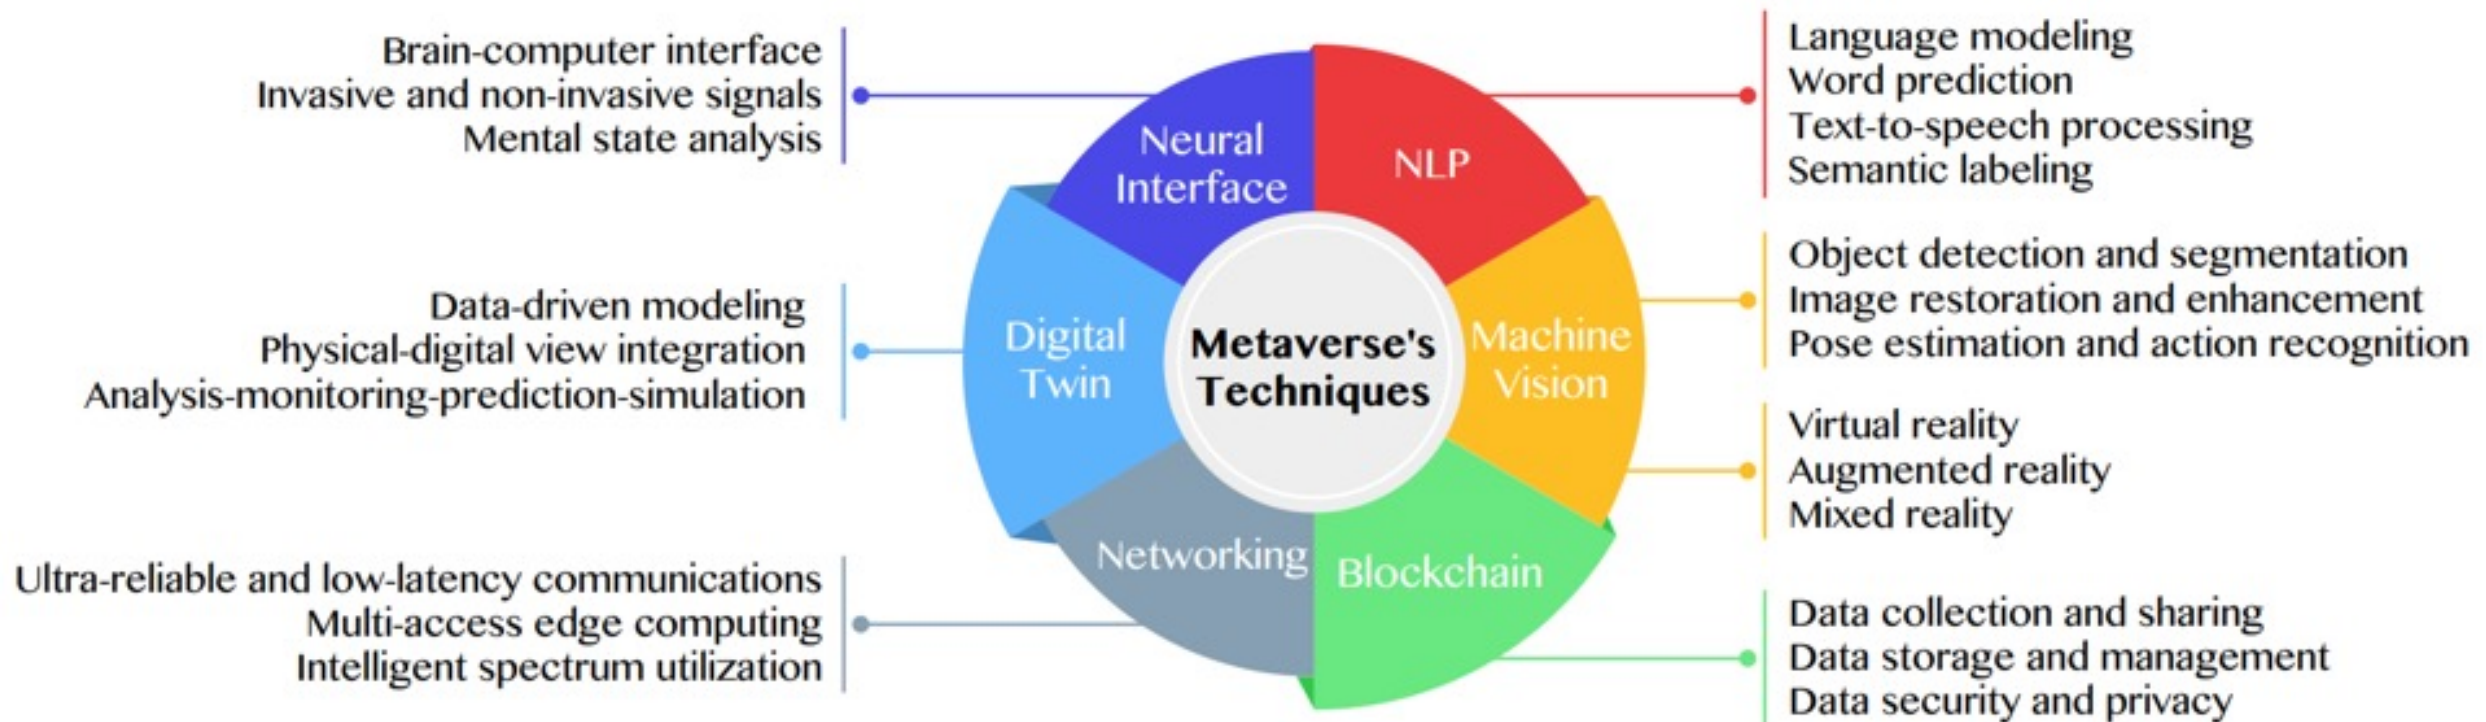 Brain-computer interface
Invasive and non-invasive signals
Mental state analysis
Data-driven modeling
Physical-digital view integration
Analysis-monitoring-prediction-simulation
Ultra-reliable and low-latency communications
Multi-access edge computing
Intelligent spectrum utilization
Neural
Interface
NLP
Digital
Twin
Metaverse's
Techniques
Machine
Vision
Networking
Blockchain
Language modeling
Word prediction
Text-to-speech processing
Semantic labeling
Object detection and segmentation
Image restoration and enhancement
Pose estimation and action recognition
Virtual reality
Augmented reality
Mixed reality
Data collection and sharing
Data storage and management
Data security and privacy